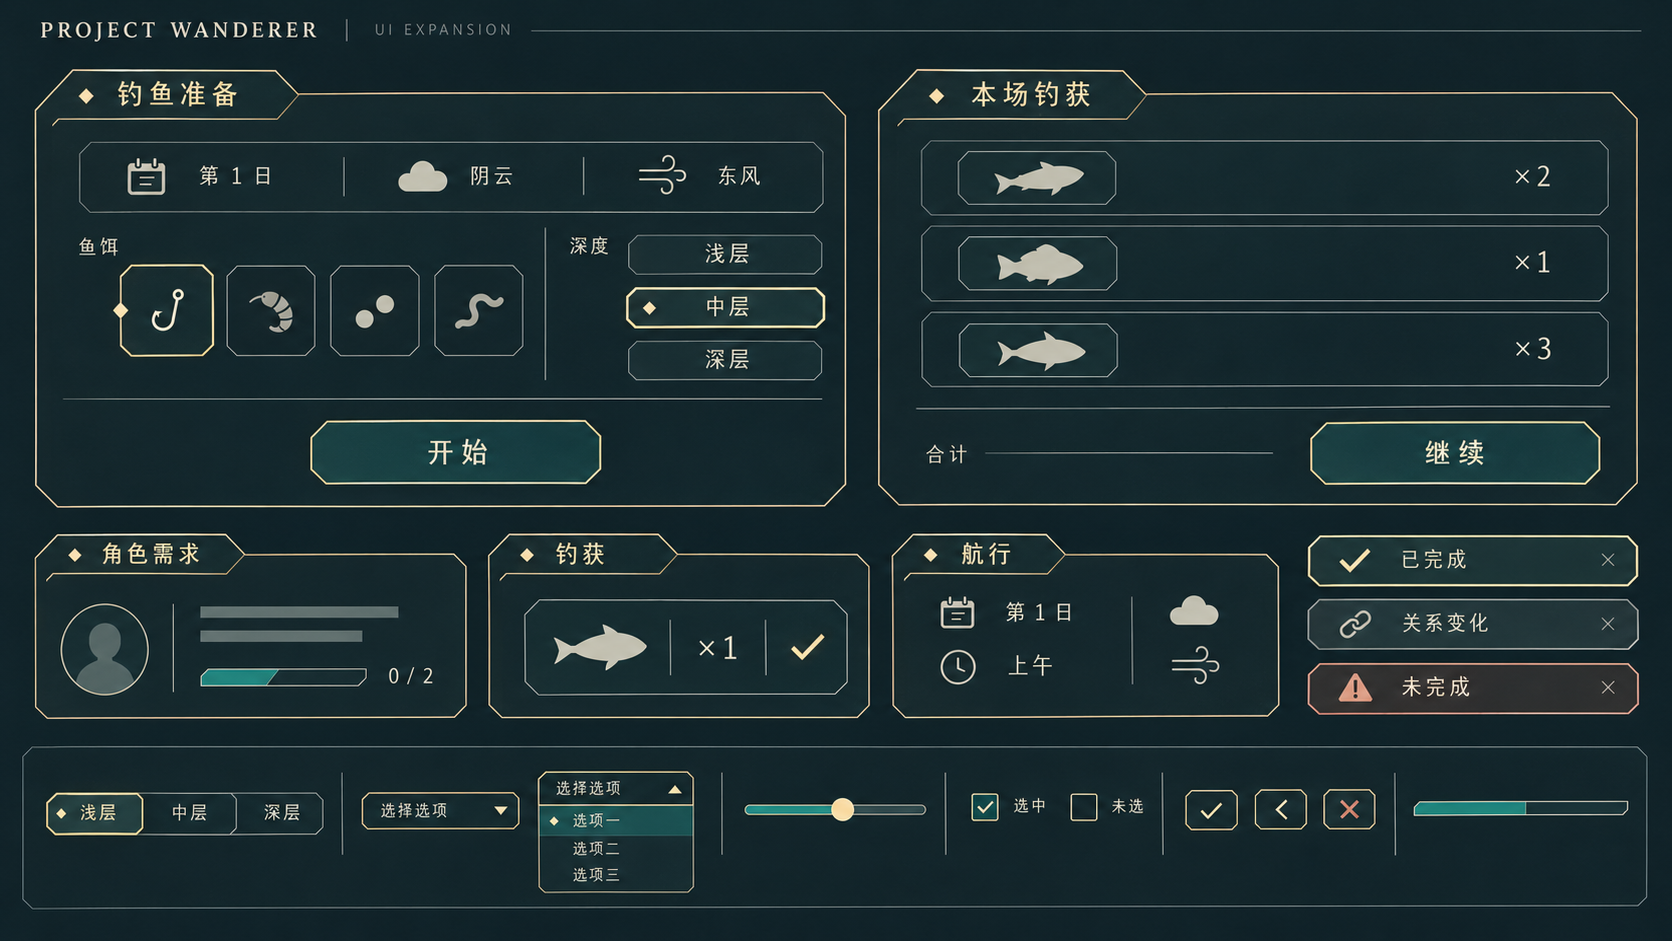 PROJECT WANDERER
UI EXPANSION
钓鱼准备
第 1 日
阴云
东风
鱼饵
深度
浅层
中层
深层
开始
本场钓获
×2
×1
×3
合计
继续
角色需求
0 / 2
钓获
×1
航行
第 1 日
上午
已完成
关系变化
未完成
浅层
中层
深层
选择选项
选择选项
选项一
选项二
选项三
选中
未选